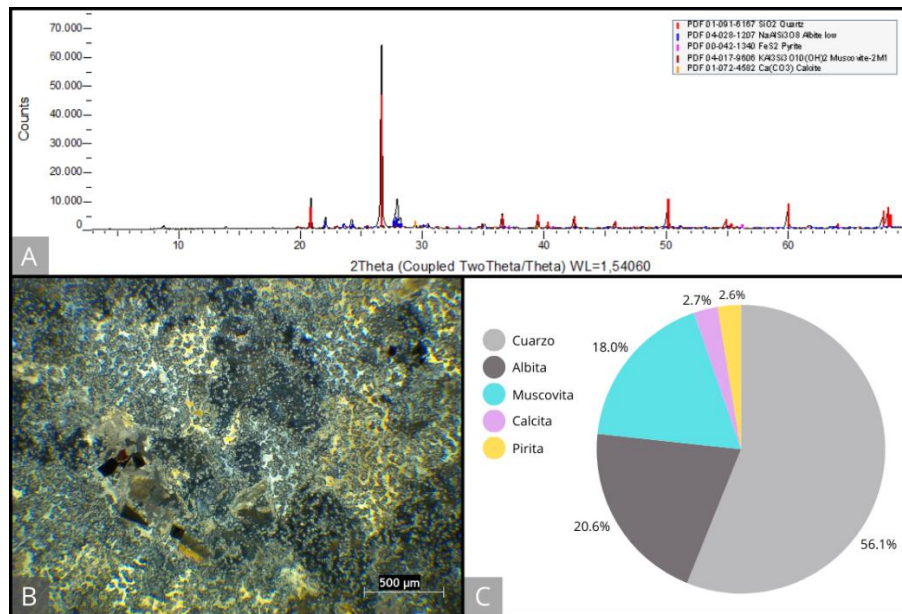 70.000
60.000
50.000
40.000
30.000
20.000
10.000
0
Counts
PDF 01-091-6167 SiO2 Quartz
PDF 04-028-1207 NaAlSi3O8 Albite low
PDF 00-042-1340 FeS2 Pyrite
PDF 04-017-9606 KAl3Si3O10(OH)2 Muscovite-2M1
PDF 01-072-4582 Ca(CO3) Calcite
10 20 30 40 50 60
2Theta (Coupled TwoTheta/Theta) WL=1,54060
A
500 µm
B
Cuarzo
Albita
Muscovita
Calcita
Pirita
2.7%
2.6%
18.0%
20.6%
56.1%
C